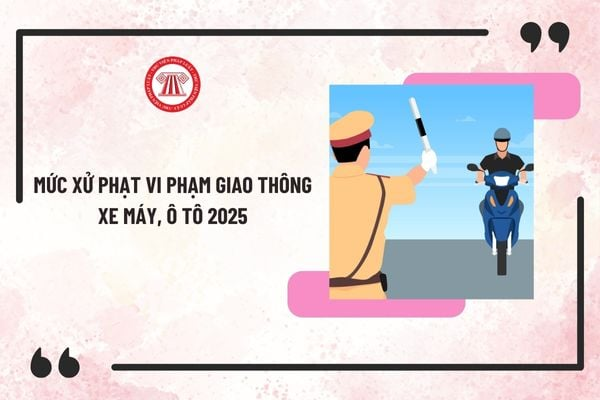 MỨC XỬ PHẠT VI PHẠM GIAO THÔNG
XE MÁY, Ô TÔ 2025